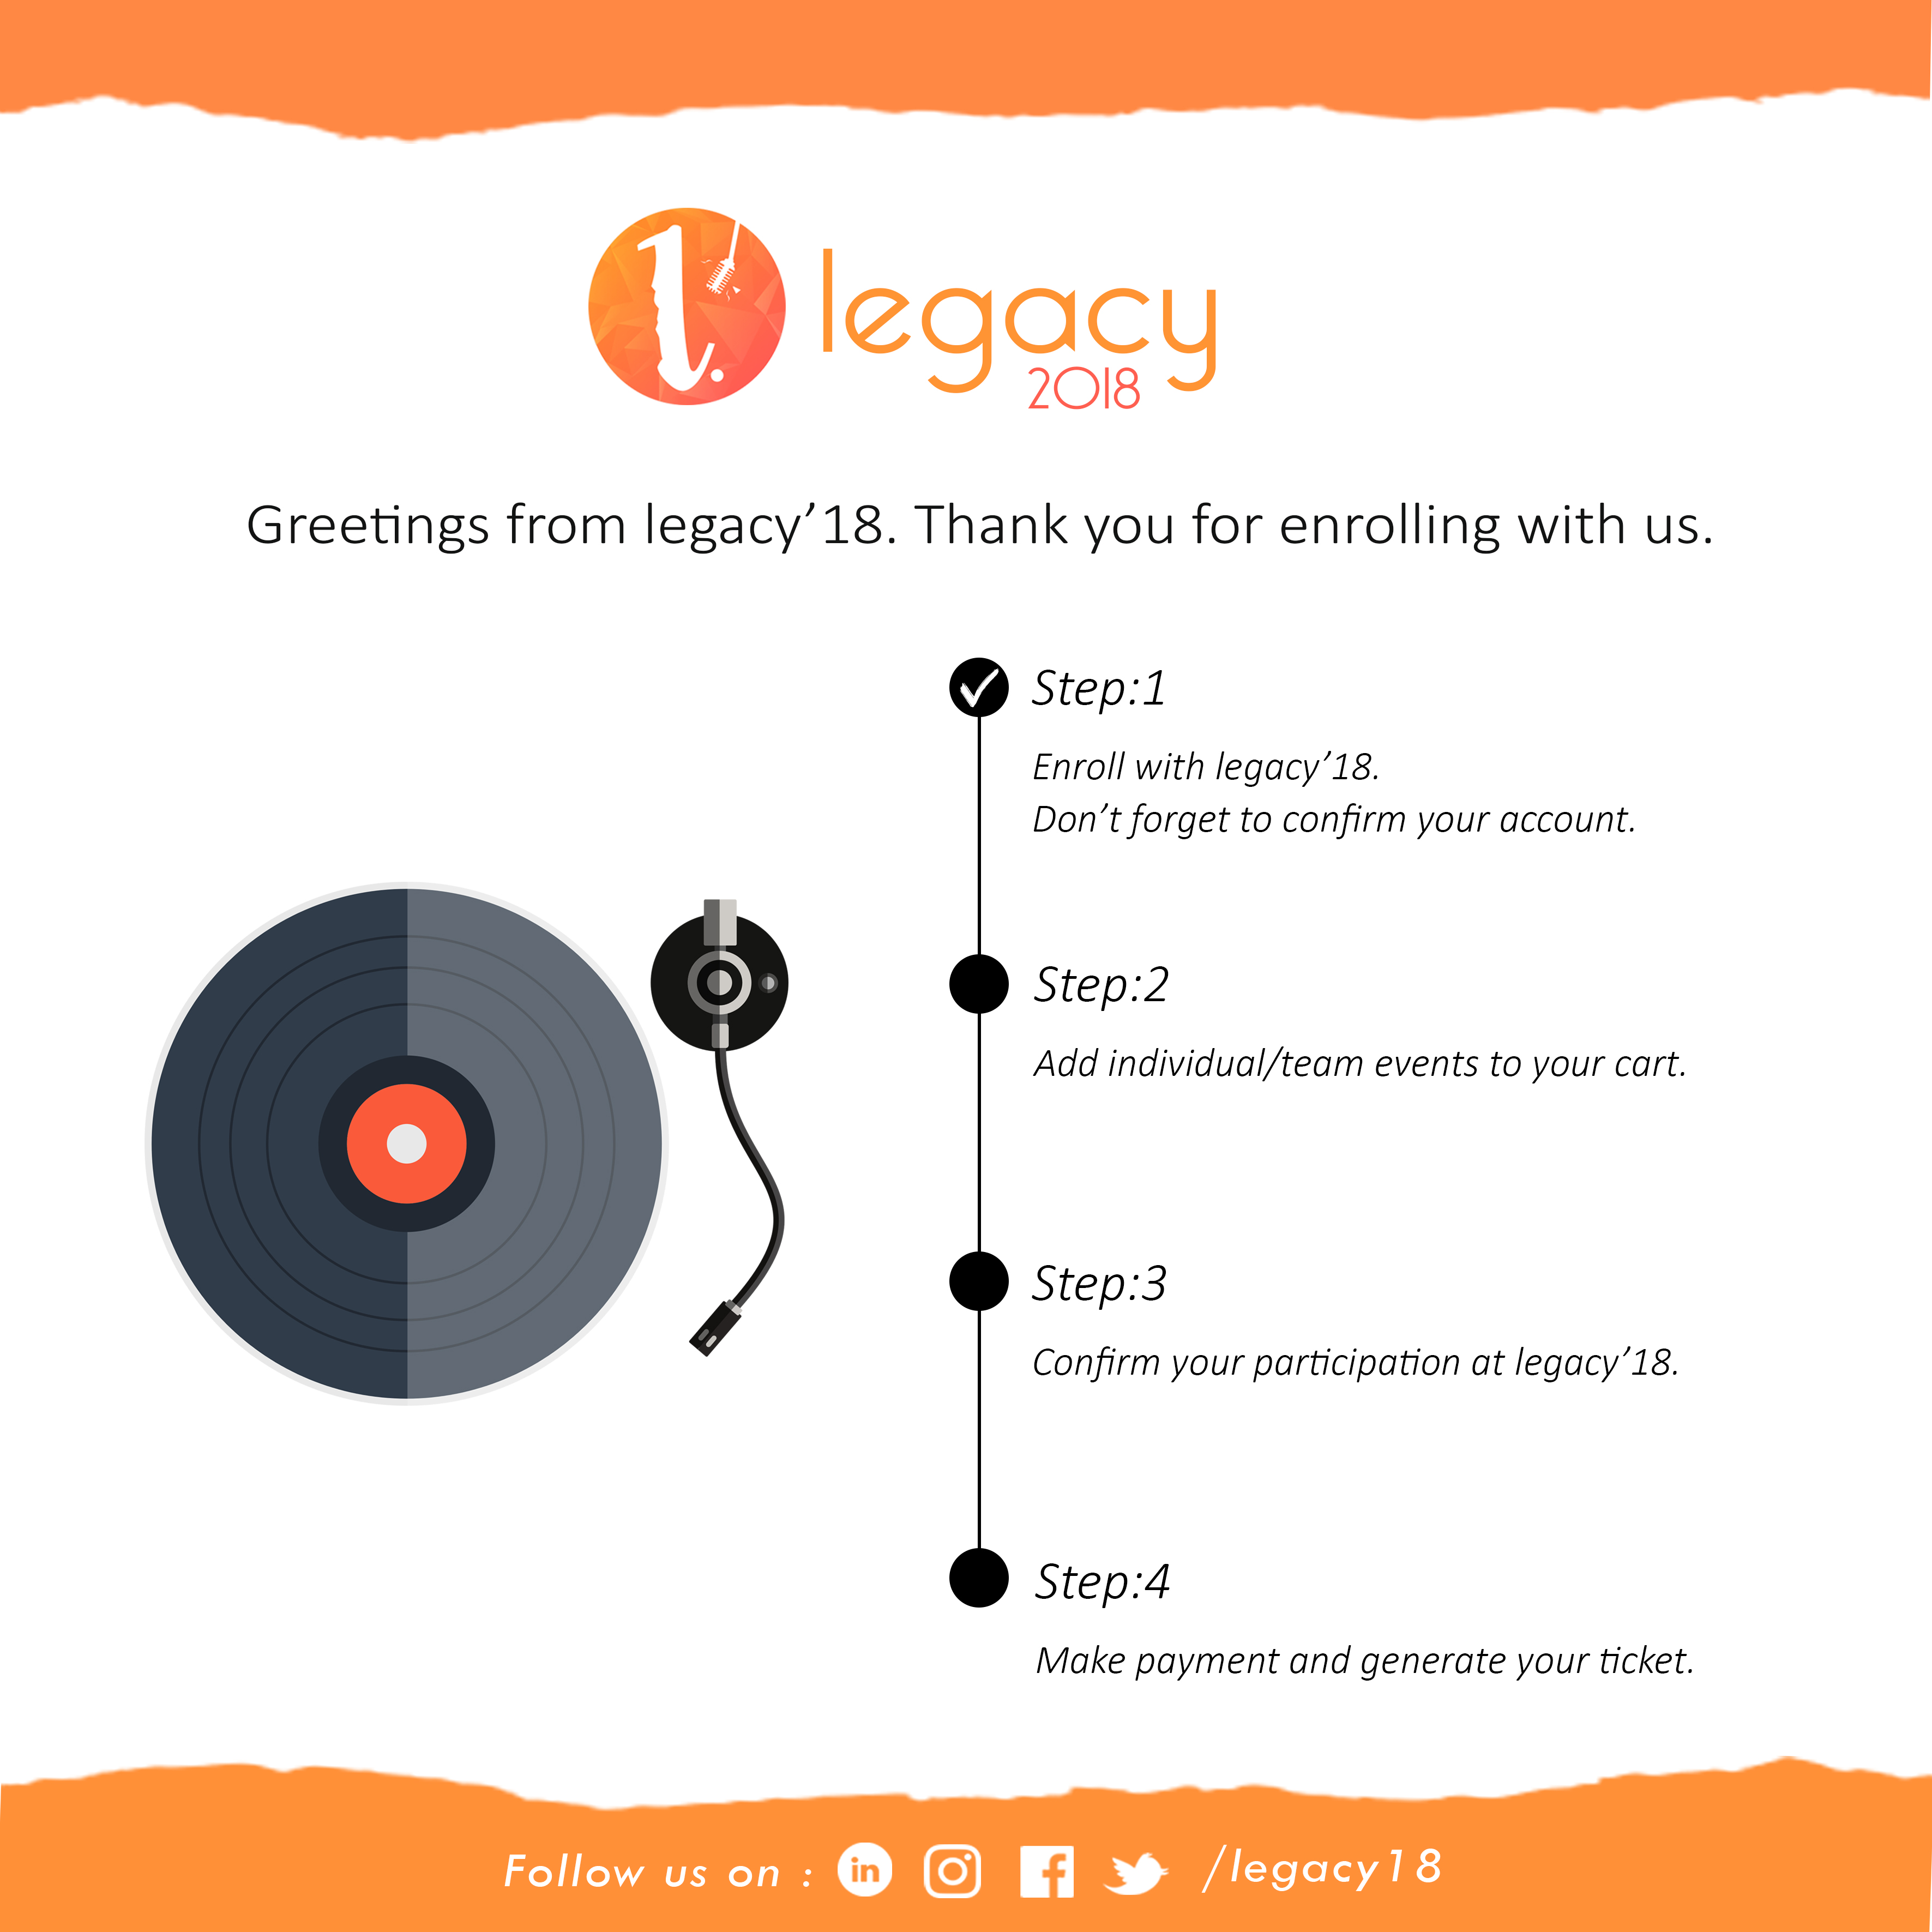 l.
legacy
2018
Greetings from legacy’18. Thank you for enrolling with us.
Step:1
Enroll with legacy’18.
Don’t forget to confirm your account.
Step:2
Add individual/team events to your cart.
Step:3
Confirm your participation at legacy’18.
Step:4
Make payment and generate your ticket.
Follow us on : in f /legacy18